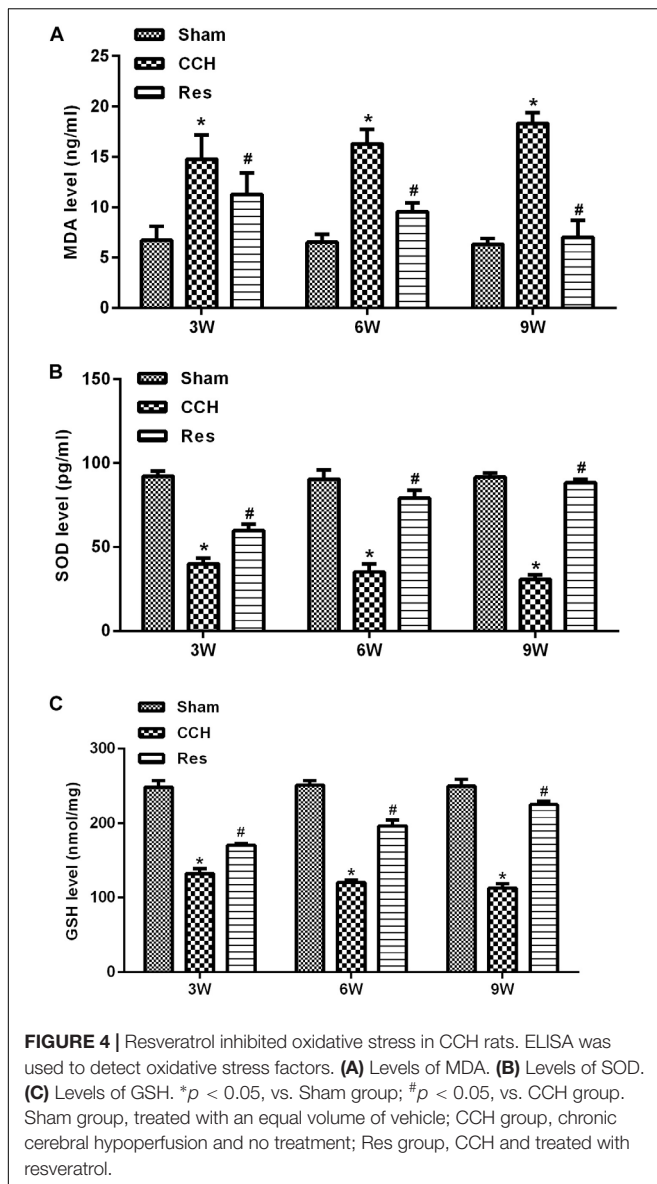 A
Sham
CCH
Res
MDA level (ng/ml)
25
20
15
10
5
0
* # * # * #
3W 6W 9W
B
Sham
CCH
Res
SOD level (pg/ml)
150
100
50
0
* # * # * #
3W 6W 9W
C
Sham
CCH
Res
GSH level (nmol/mg)
300
200
100
0
* # * # * #
3W 6W 9W
FIGURE 4 | Resveratrol inhibited oxidative stress in CCH rats. ELISA was
used to detect oxidative stress factors. (A) Levels of MDA. (B) Levels of SOD.
(C) Levels of GSH. *p < 0.05, vs. Sham group; #p < 0.05, vs. CCH group.
Sham group, treated with an equal volume of vehicle; CCH group, chronic
cerebral hypoperfusion and no treatment; Res group, CCH and treated with
resveratrol.